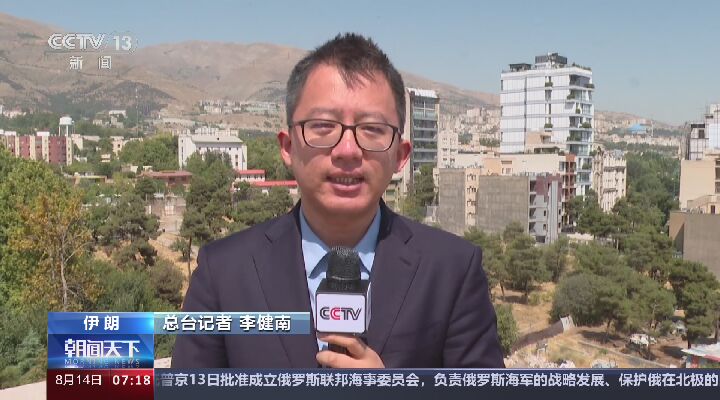 CCTV 13
新闻
CCTV
伊朗
总台记者 李健南
朝闻天下
MORNING NEWS
8月14日 07:18
普京13日批准成立俄罗斯联邦海事委员会，负责俄罗斯海军的战略发展、保护俄在北极的